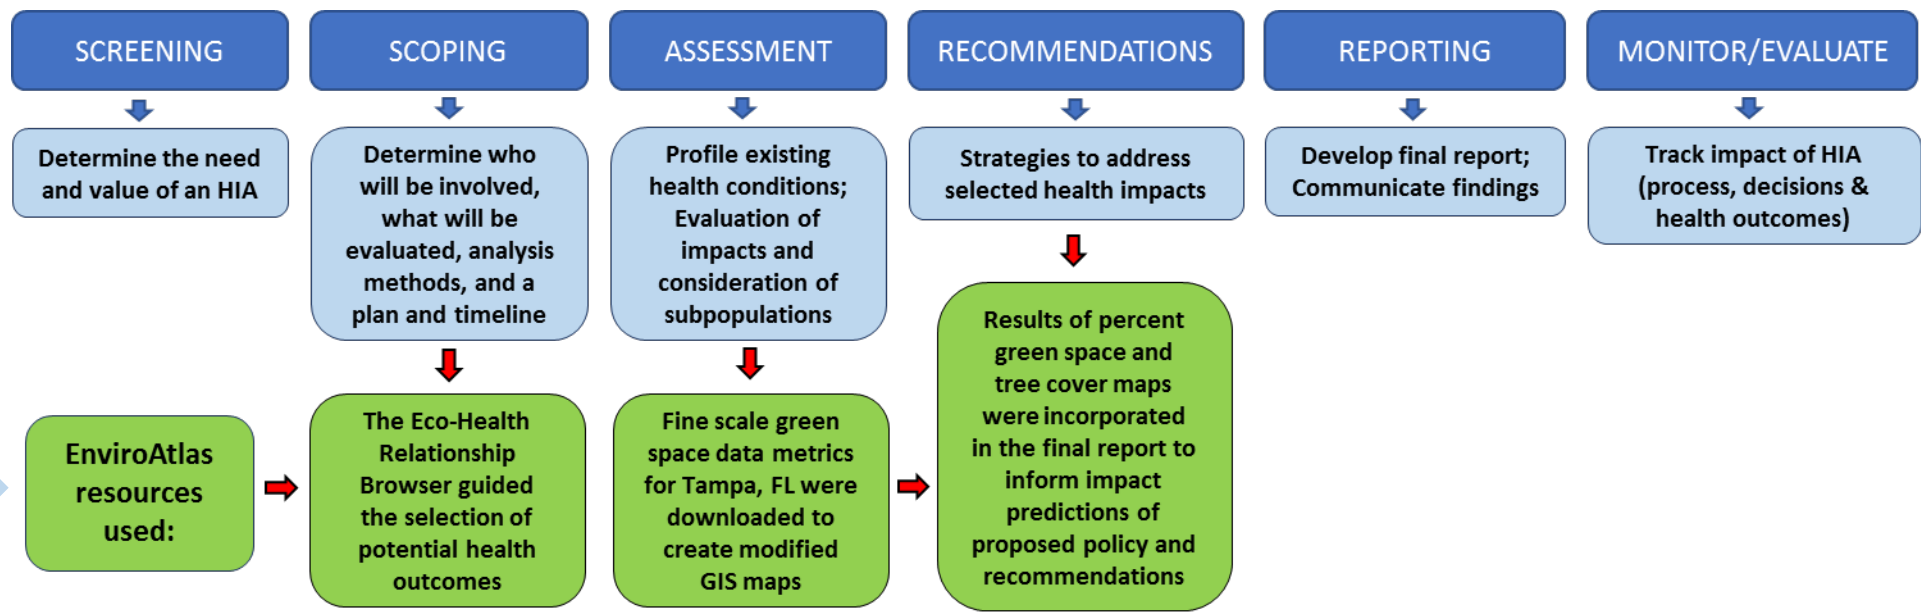 SCREENING
SCOPING
ASSESSMENT
RECOMMENDATIONS
REPORTING
MONITOR/EVALUATE
Determine the need
and value of an HIA
Determine who
will be involved,
what will be
evaluated, analysis
methods, and a
plan and timeline
Profile existing
health conditions;
Evaluation of
impacts and
consideration of
subpopulations
Strategies to address
selected health impacts
Develop final report;
Communicate findings
Track impact of HIA
(process, decisions &
health outcomes)
EnviroAtlas
resources
used:
The Eco-Health
Relationship
Browser guided
the selection of
potential health
outcomes
Fine scale green
space data metrics
for Tampa, FL were
downloaded to
create modified
GIS maps
Results of percent
green space and
tree cover maps
were incorporated
in the final report to
inform impact
predictions of
proposed policy and
recommendations